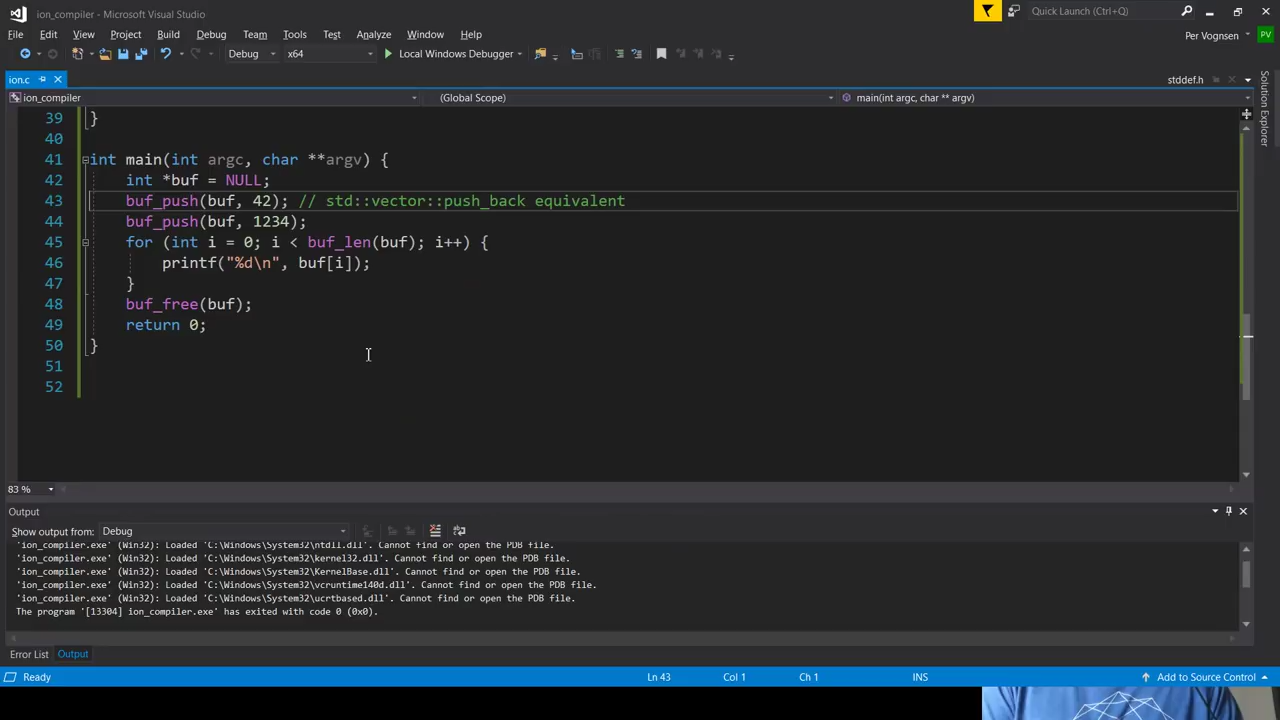 ion_compiler - Microsoft Visual Studio
Quick Launch (Ctrl+Q)
File Edit View Project Build Debug Team Tools Test Analyze Window Help
Per Vognsen PV
Debug x64 Local Windows Debugger
ion.c stddef.h
ion_compiler (Global Scope) main(int argc, char ** argv)
Solution Explorer
39 }
40
41 int main(int argc, char **argv) {
42 int *buf = NULL;
43 buf_push(buf, 42); // std::vector::push_back equivalent
44 buf_push(buf, 1234);
45 for (int i = 0; i < buf_len(buf); i++) {
46 printf("%d\n", buf[i]);
47 }
48 buf_free(buf);
49 return 0;
50 }
51
52
83 %
Output
Show output from: Debug
'ion_compiler.exe' (Win32): Loaded 'C:\Windows\System32\ntdll.dll'. Cannot find or open the PDB file.
'ion_compiler.exe' (Win32): Loaded 'C:\Windows\System32\kernel32.dll'. Cannot find or open the PDB file.
'ion_compiler.exe' (Win32): Loaded 'C:\Windows\System32\KernelBase.dll'. Cannot find or open the PDB file.
'ion_compiler.exe' (Win32): Loaded 'C:\Windows\System32\vcruntime140d.dll'. Cannot find or open the PDB file.
'ion_compiler.exe' (Win32): Loaded 'C:\Windows\System32\ucrtbased.dll'. Cannot find or open the PDB file.
The program '[13304] ion_compiler.exe' has exited with code 0 (0x0).
Error List Output
Ready Ln 43 Col 1 Ch 1 INS Add to Source Control